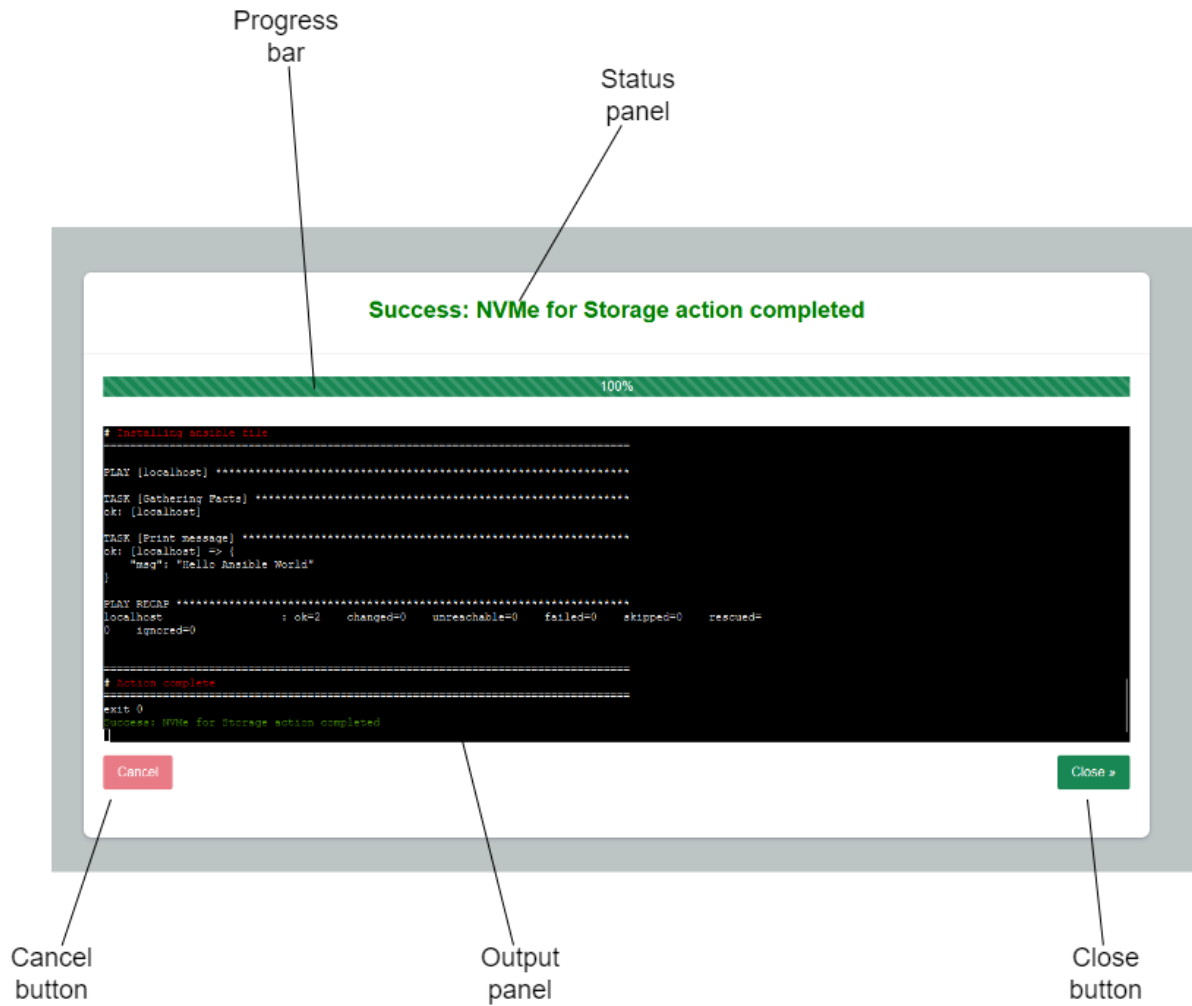 Progress
bar
Status
panel
Success: NVMe for Storage action completed
100%
# Installing ansible file
================================================================================
PLAY [localhost] ***************************************************************
TASK [Gathering Facts] *********************************************************
ok: [localhost]
TASK [Print message] ***********************************************************
ok: [localhost] => {
"msg": "Hello Ansible World"
}
PLAY RECAP *********************************************************************
localhost : ok=2 changed=0 unreachable=0 failed=0 skipped=0 rescued=
0 ignored=0
================================================================================
# Action complete
================================================================================
exit 0
Success: NVMe for Storage action completed
Cancel
Close »
Cancel
button
Output
panel
Close
button